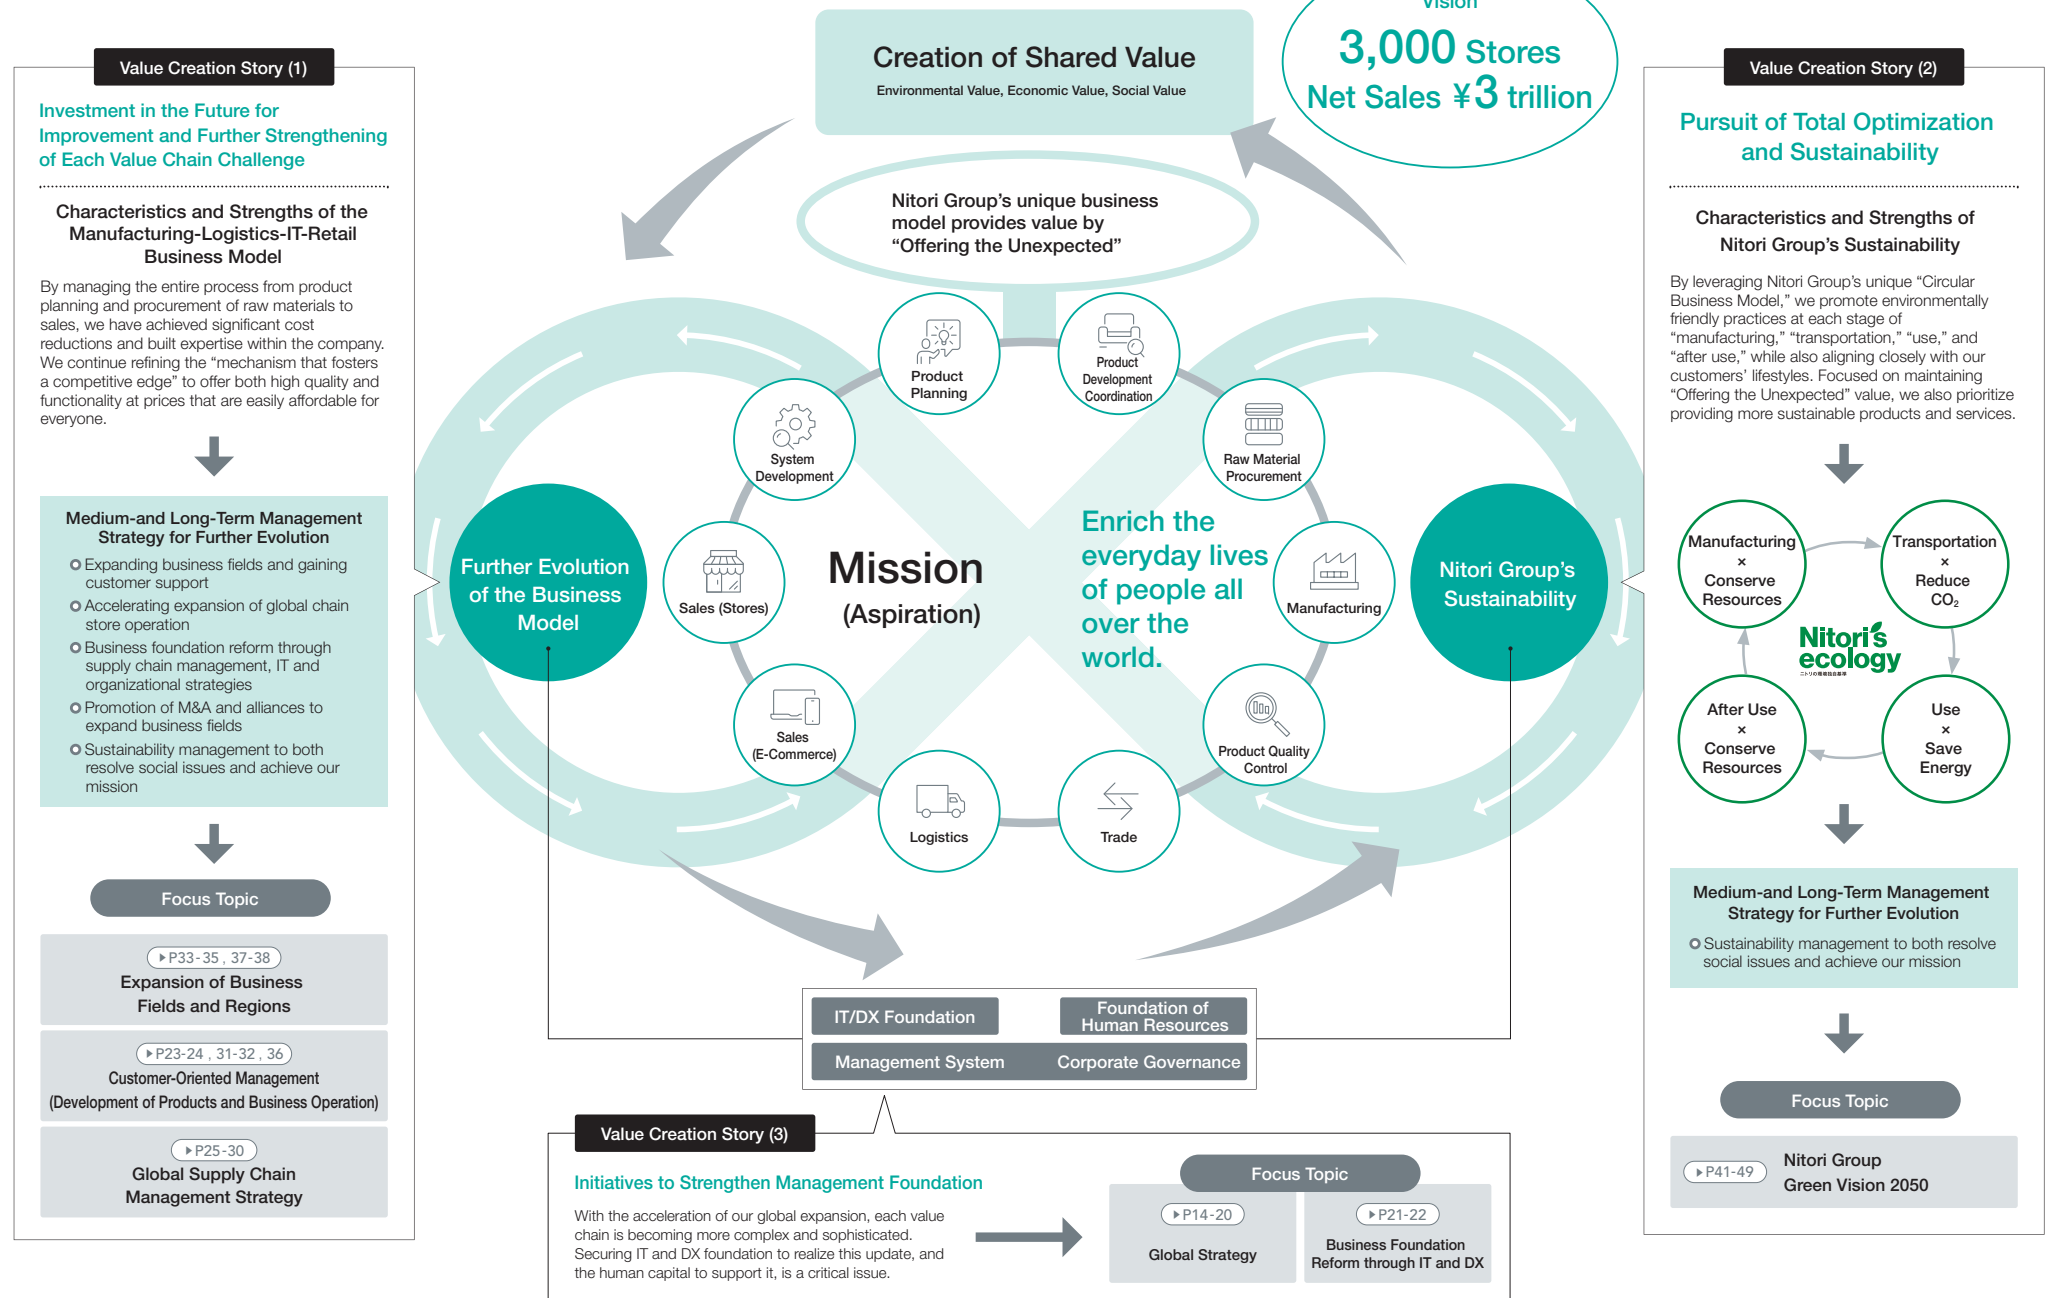 Value Creation Story (1)
Investment in the Future for
Improvement and Further Strengthening
of Each Value Chain Challenge
Characteristics and Strengths of the
Manufacturing-Logistics-IT-Retail
Business Model
By managing the entire process from product
planning and procurement of raw materials to
sales, we have achieved significant cost
reductions and built expertise within the company.
We continue refining the “mechanism that fosters
a competitive edge” to offer both high quality and
functionality at prices that are easily affordable for
everyone.
Medium-and Long-Term Management
Strategy for Further Evolution
Expanding business fields and gaining
customer support
Accelerating expansion of global chain
store operation
Business foundation reform through
supply chain management, IT and
organizational strategies
Promotion of M&A and alliances to
expand business fields
Sustainability management to both
resolve social issues and achieve our
mission
Focus Topic
P33-35 , 37-38
Expansion of Business
Fields and Regions
P23-24 , 31-32 , 36
Customer-Oriented Management
(Development of Products and Business Operation)
P25-30
Global Supply Chain
Management Strategy
Creation of Shared Value
Environmental Value, Economic Value, Social Value
Vision
3,000 Stores
Net Sales ¥3 trillion
Nitori Group’s unique business
model provides value by
“Offering the Unexpected”
Product
Planning
Product
Development
Coordination
System
Development
Raw Material
Procurement
Further Evolution
of the Business
Model
Sales (Stores)
Mission
(Aspiration)
Enrich the
everyday lives
of people all
over the
world.
Manufacturing
Nitori Group’s
Sustainability
Sales
(E-Commerce)
Product Quality
Control
Logistics
Trade
IT/DX Foundation
Foundation of
Human Resources
Management System
Corporate Governance
Value Creation Story (3)
Initiatives to Strengthen Management Foundation
With the acceleration of our global expansion, each value
chain is becoming more complex and sophisticated.
Securing IT and DX foundation to realize this update, and
the human capital to support it, is a critical issue.
Focus Topic
P14-20
Global Strategy
P21-22
Business Foundation
Reform through IT and DX
Value Creation Story (2)
Pursuit of Total Optimization
and Sustainability
Characteristics and Strengths of
Nitori Group’s Sustainability
By leveraging Nitori Group’s unique “Circular
Business Model,” we promote environmentally
friendly practices at each stage of
“manufacturing,” “transportation,” “use,” and
“after use,” while also aligning closely with our
customers’ lifestyles. Focused on maintaining
“Offering the Unexpected” value, we also prioritize
providing more sustainable products and services.
Manufacturing
×
Conserve
Resources
Transportation
×
Reduce
CO₂
Nitori's
ecology
ニトリの環境独自基準
After Use
×
Conserve
Resources
Use
×
Save
Energy
Medium-and Long-Term Management
Strategy for Further Evolution
Sustainability management to both resolve
social issues and achieve our mission
Focus Topic
P41-49
Nitori Group
Green Vision 2050